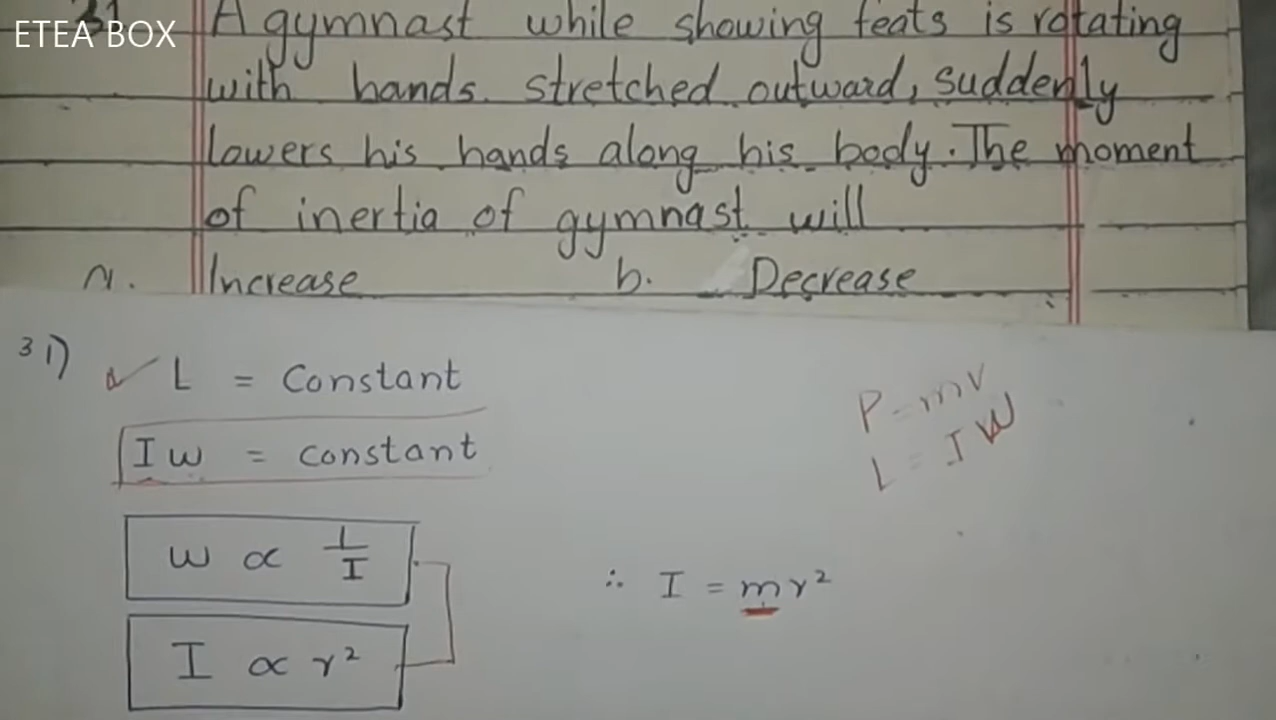 ETEA BOX
31
A gymnast while showing feats is rotating
with hands stretched outward, suddenly
lowers his hands along his body. The moment
of inertia of gymnast will
a. Increase b. Decrease
31) L = Constant
Iω = constant
P = mv
L = Iω
ω ∝ 1/I
∴ I = mr²
I ∝ r²